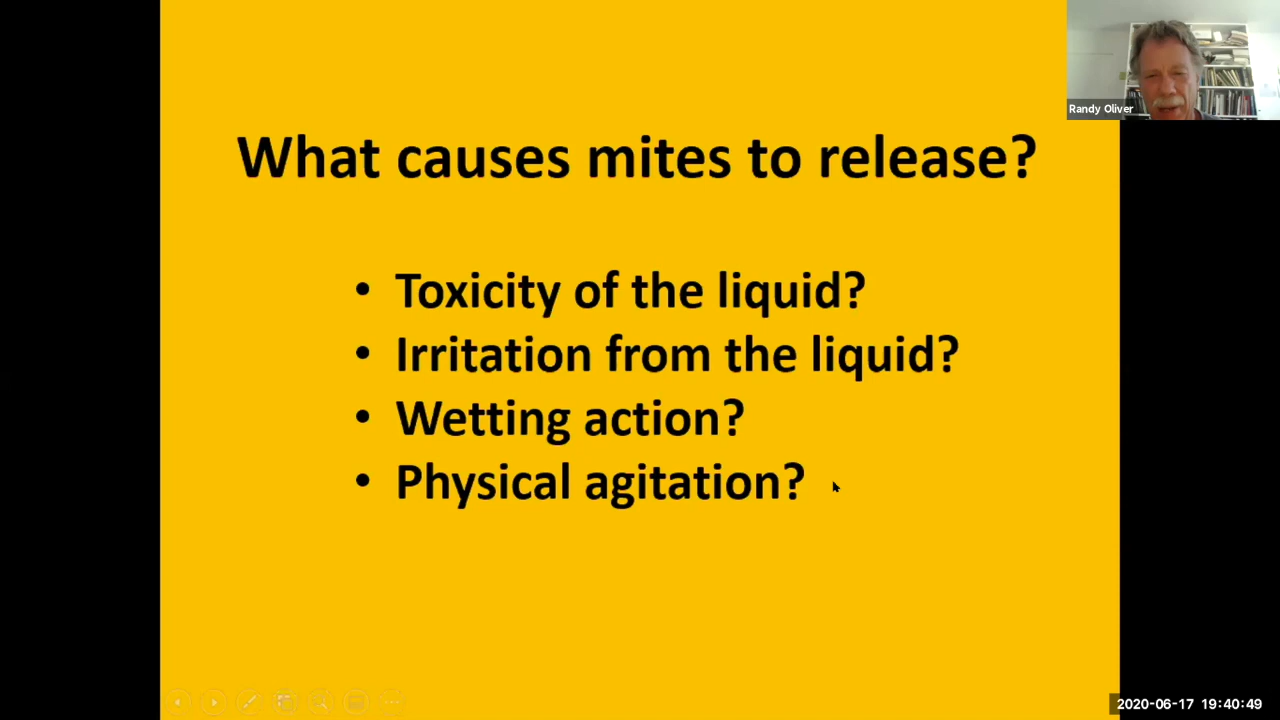 Randy Oliver
What causes mites to release?
• Toxicity of the liquid?
• Irritation from the liquid?
• Wetting action?
• Physical agitation?
2020-06-17 19:40:49